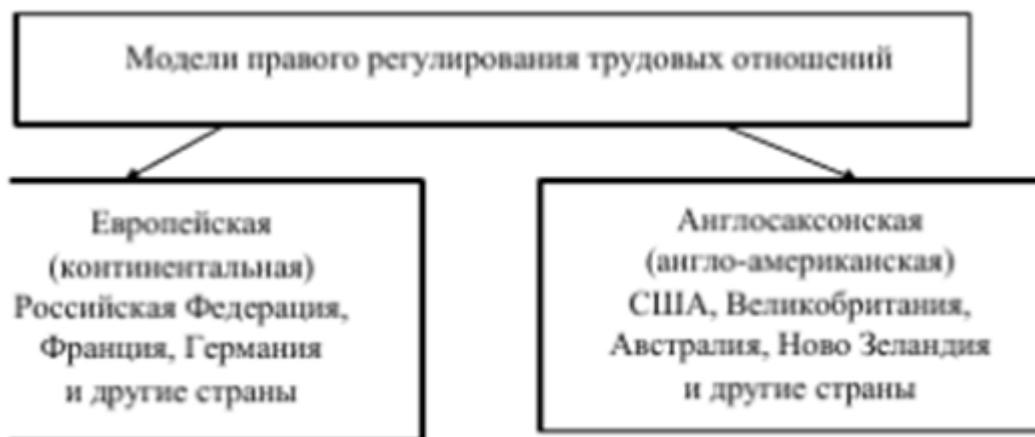 Модели правого регулирования трудовых отношений
Европейская
(континентальная)
Российская Федерация,
Франция, Германия
и другие страны
Англосаксонская
(англо-американская)
США, Великобритания,
Австралия, Ново Зеландия
и другие страны